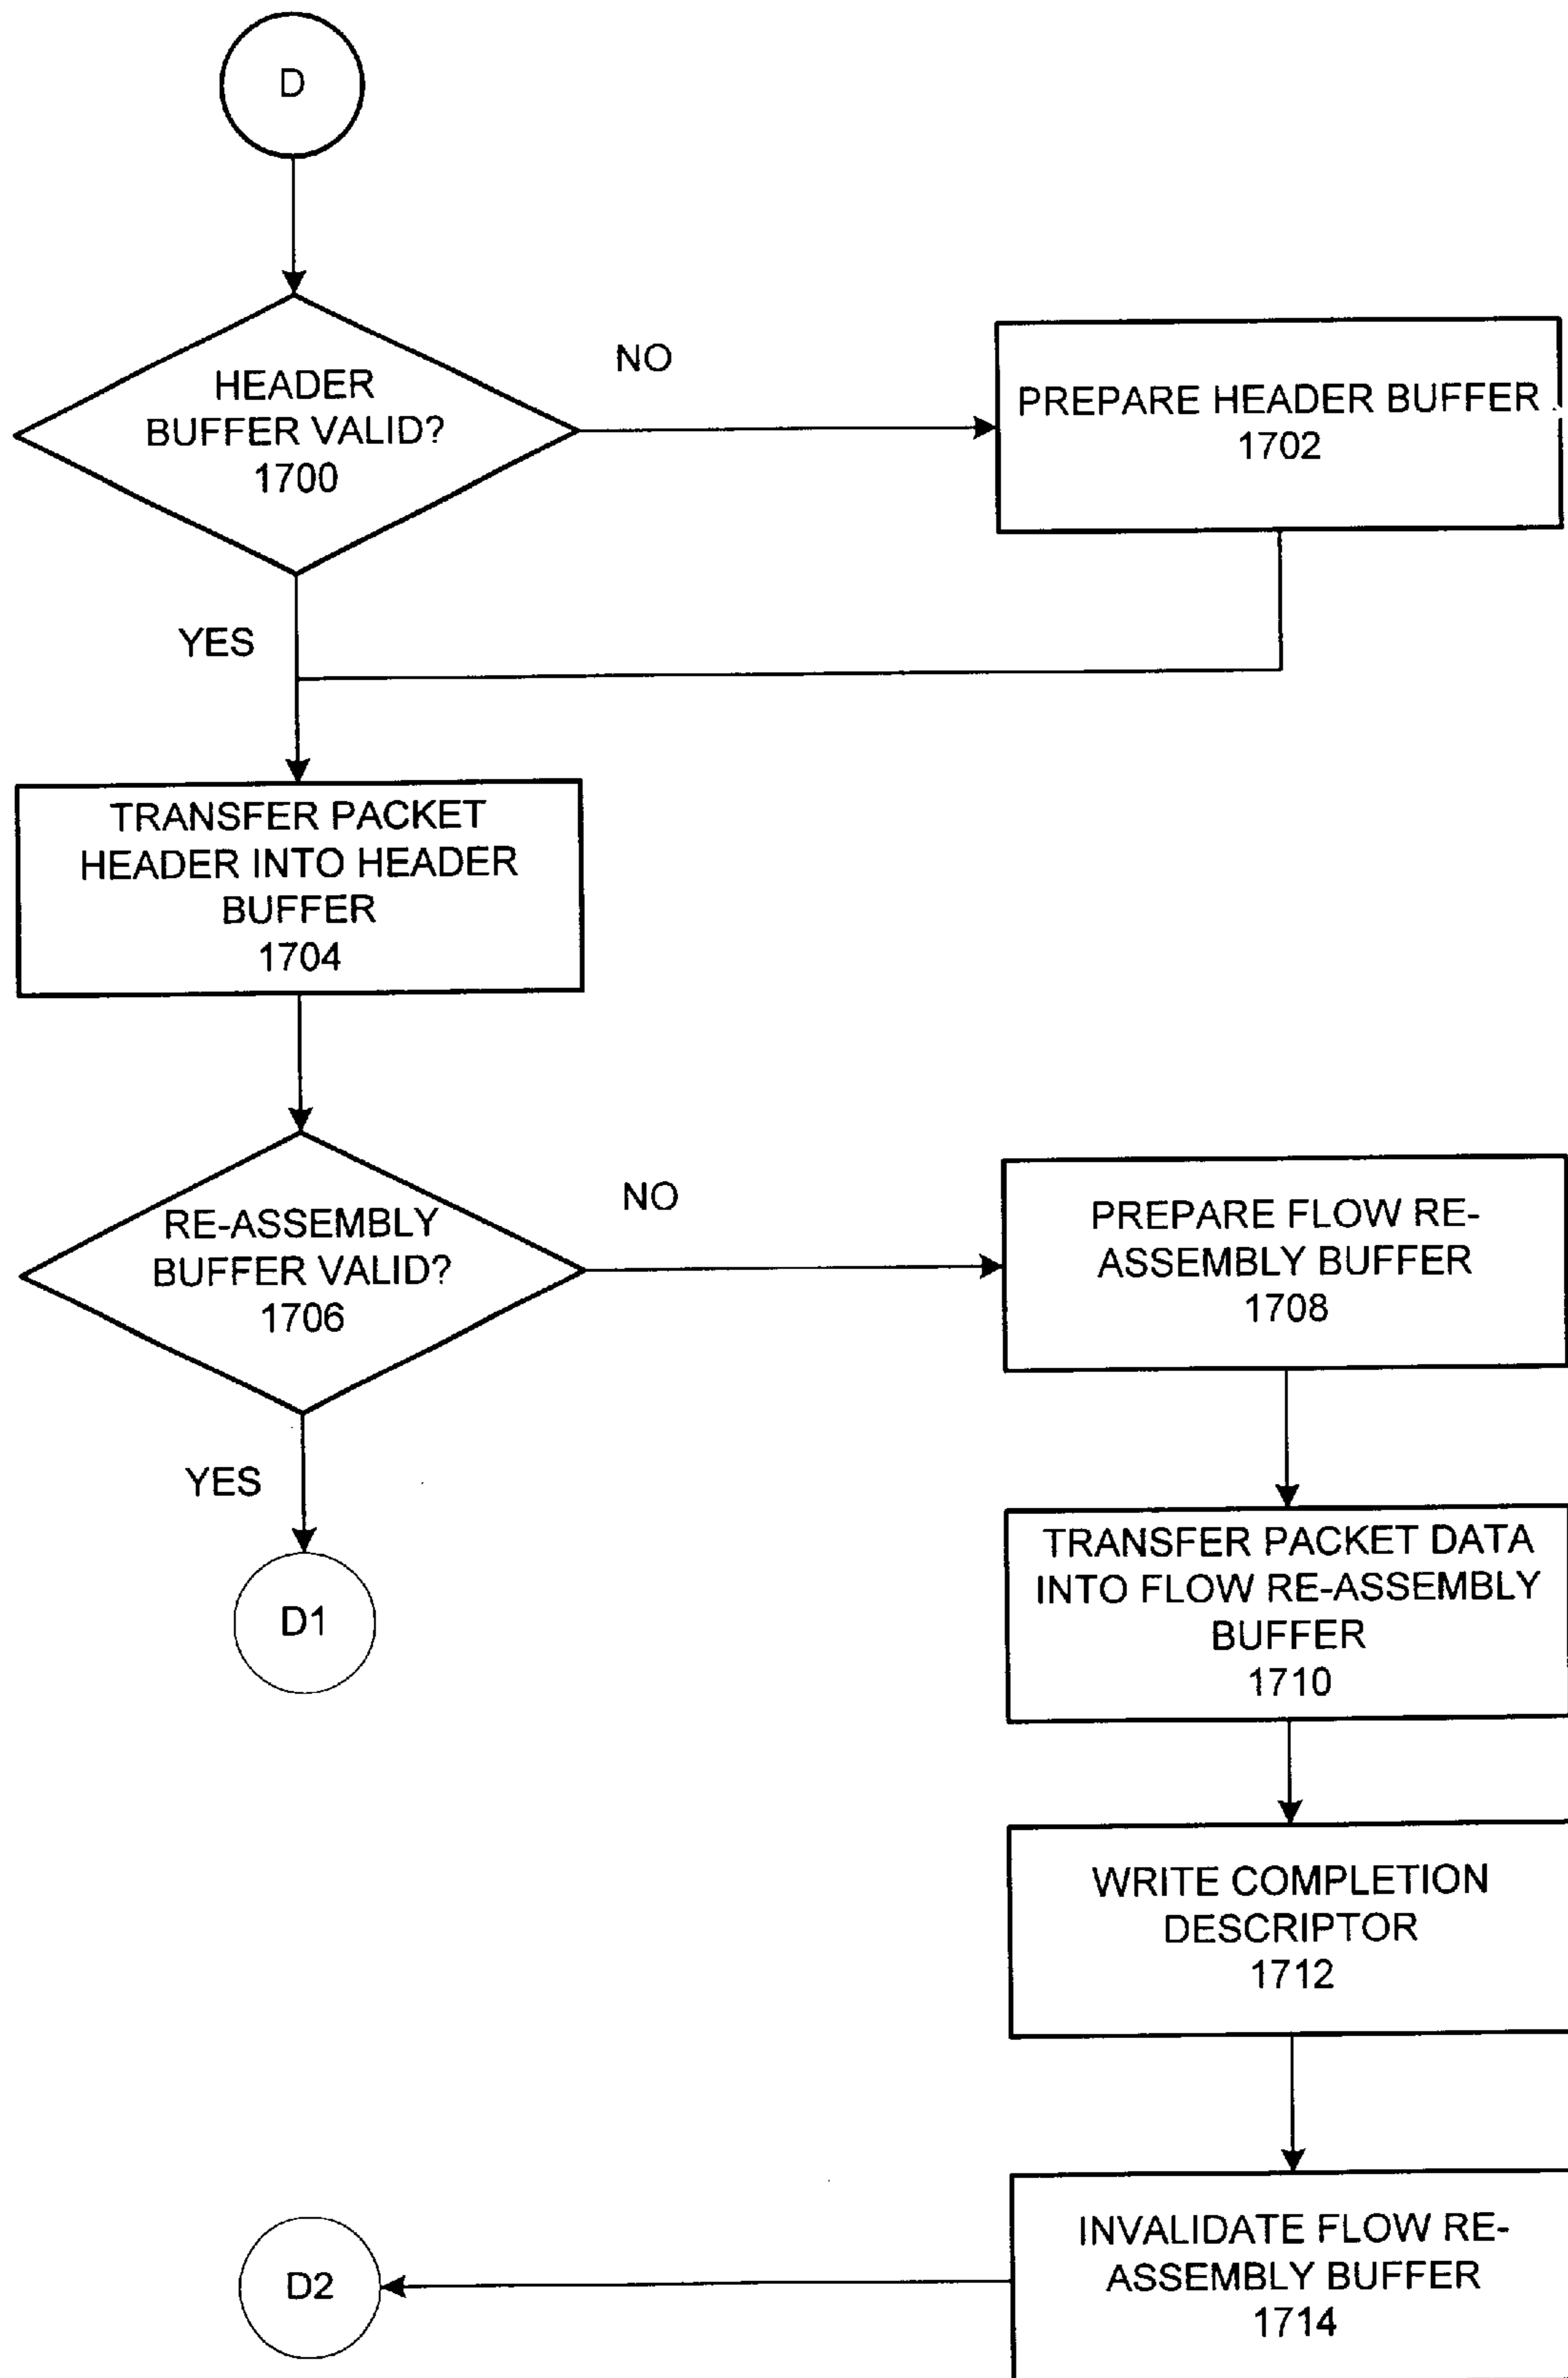 D
HEADER
BUFFER VALID?
1700
NO
PREPARE HEADER BUFFER
1702
YES
TRANSFER PACKET
HEADER INTO HEADER
BUFFER
1704
RE-ASSEMBLY
BUFFER VALID?
1706
NO
PREPARE FLOW RE-
ASSEMBLY BUFFER
1708
YES
D1
TRANSFER PACKET DATA
INTO FLOW RE-ASSEMBLY
BUFFER
1710
WRITE COMPLETION
DESCRIPTOR
1712
INVALIDATE FLOW RE-
ASSEMBLY BUFFER
1714
D2